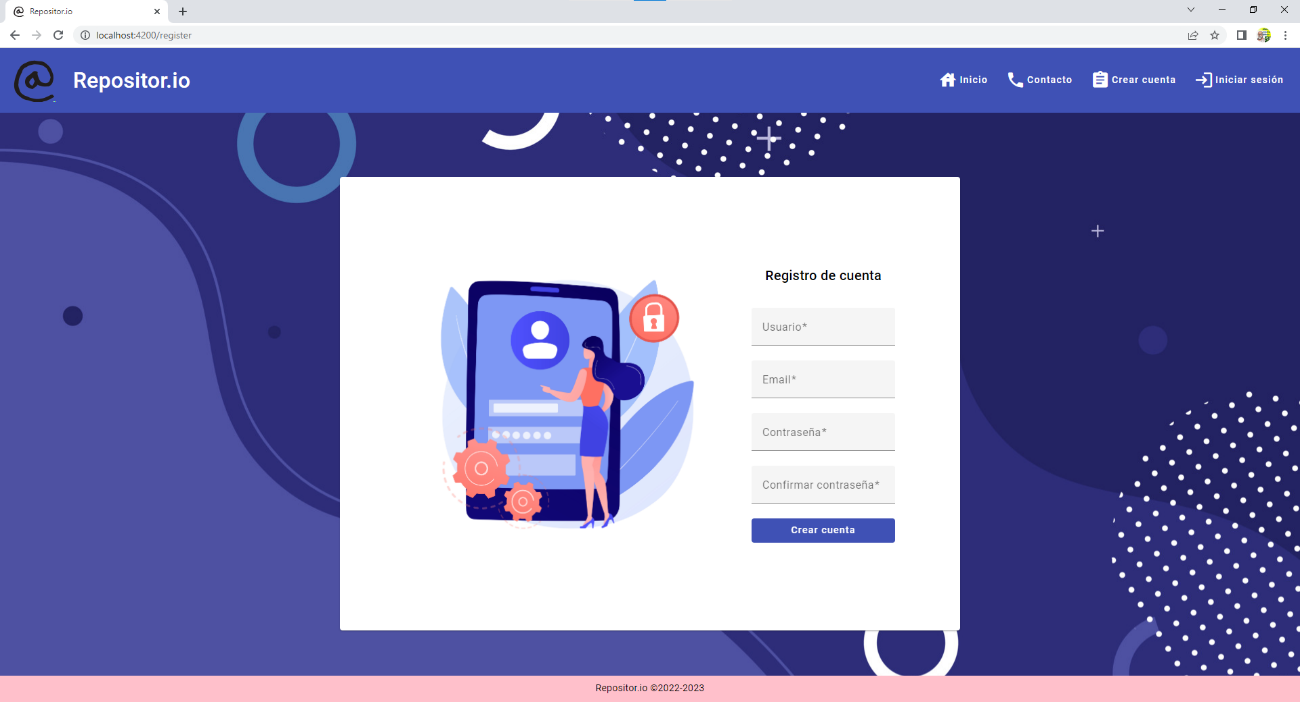 Repositor.io
localhost:4200/register
@ Repositor.io
Inicio
Contacto
Crear cuenta
Iniciar sesión
Registro de cuenta
Usuario*
Email*
Contraseña*
Confirmar contraseña*
Crear cuenta
Repositor.io ©2022-2023